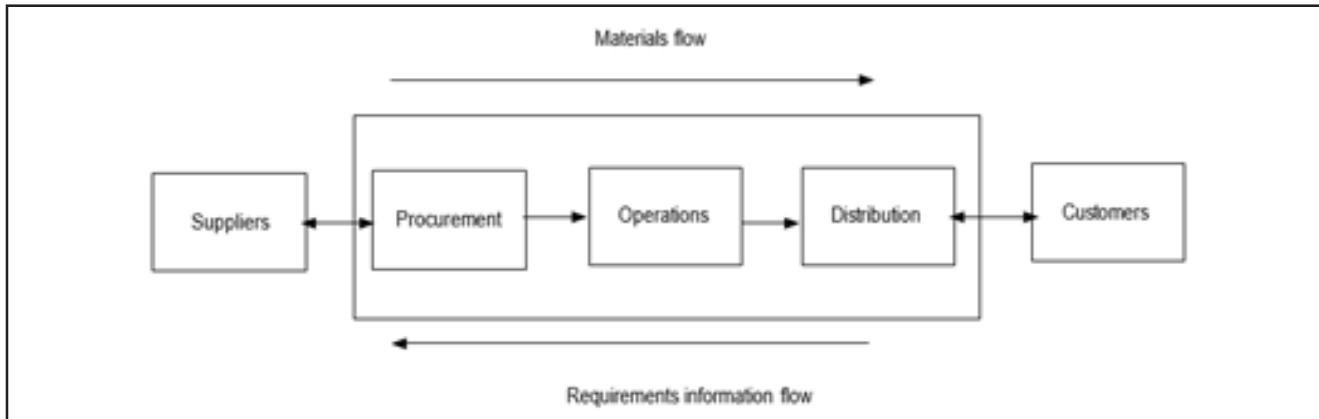 Materials flow
Suppliers
Procurement
Operations
Distribution
Customers
Requirements information flow